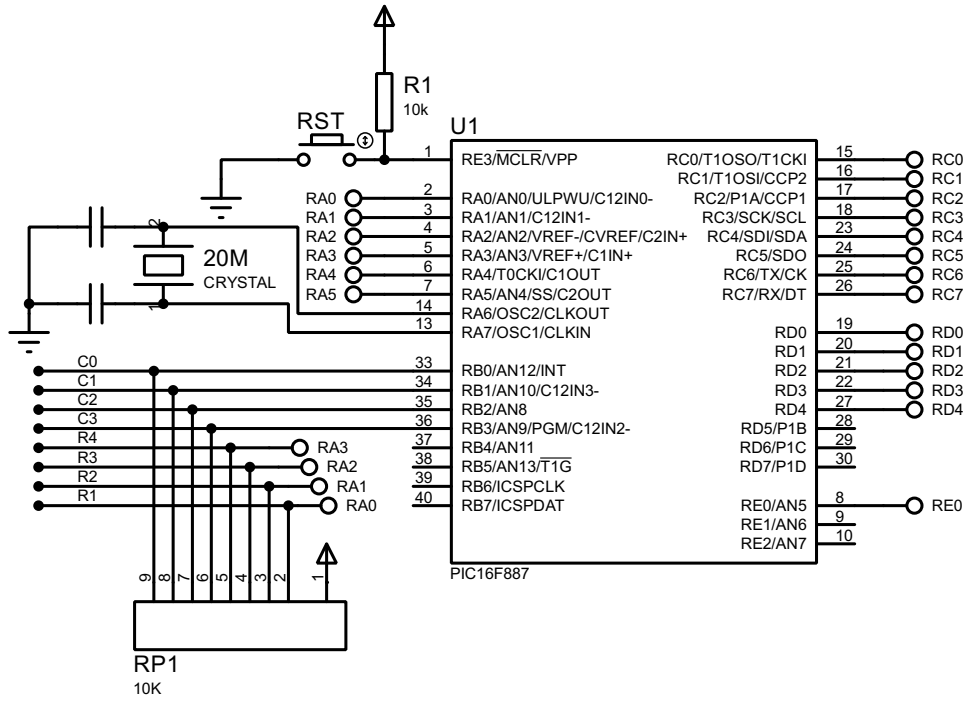 R1
10k
RST
U1
1 RE3/MCLR/VPP
RC0/T1OSO/T1CKI 15 RC0
RC1/T1OSI/CCP2 16 RC1
RA0 2 RA0/AN0/ULPWU/C12IN0-
RC2/P1A/CCP1 17 RC2
RA1 3 RA1/AN1/C12IN1-
RC3/SCK/SCL 18 RC3
RA2 4 RA2/AN2/VREF-/CVREF/C2IN+
RC4/SDI/SDA 23 RC4
RA3 5 RA3/AN3/VREF+/C1IN+
RC5/SDO 24 RC5
RA4 6 RA4/T0CKI/C1OUT
RC6/TX/CK 25 RC6
RA5 7 RA5/AN4/SS/C2OUT
RC7/RX/DT 26 RC7
14 RA6/OSC2/CLKOUT
13 RA7/OSC1/CLKIN
RD0 19 RD0
RD1 20 RD1
RD2 21 RD2
RD3 22 RD3
RD4 27 RD4
RD5/P1B 28
RD6/P1C 29
RD7/P1D 30
RE0/AN5 8 RE0
RE1/AN6 9
RE2/AN7 10
2
20M
CRYSTAL
1
C0 33 RB0/AN12/INT
C1 34 RB1/AN10/C12IN3-
C2 35 RB2/AN8
C3 36 RB3/AN9/PGM/C12IN2-
R4 RA3 37 RB4/AN11
R3 RA2 38 RB5/AN13/T1G
R2 RA1 39 RB6/ICSPCLK
R1 RA0 40 RB7/ICSPDAT
PIC16F887
9 8 7 6 5 4 3 2 1
RP1
10K